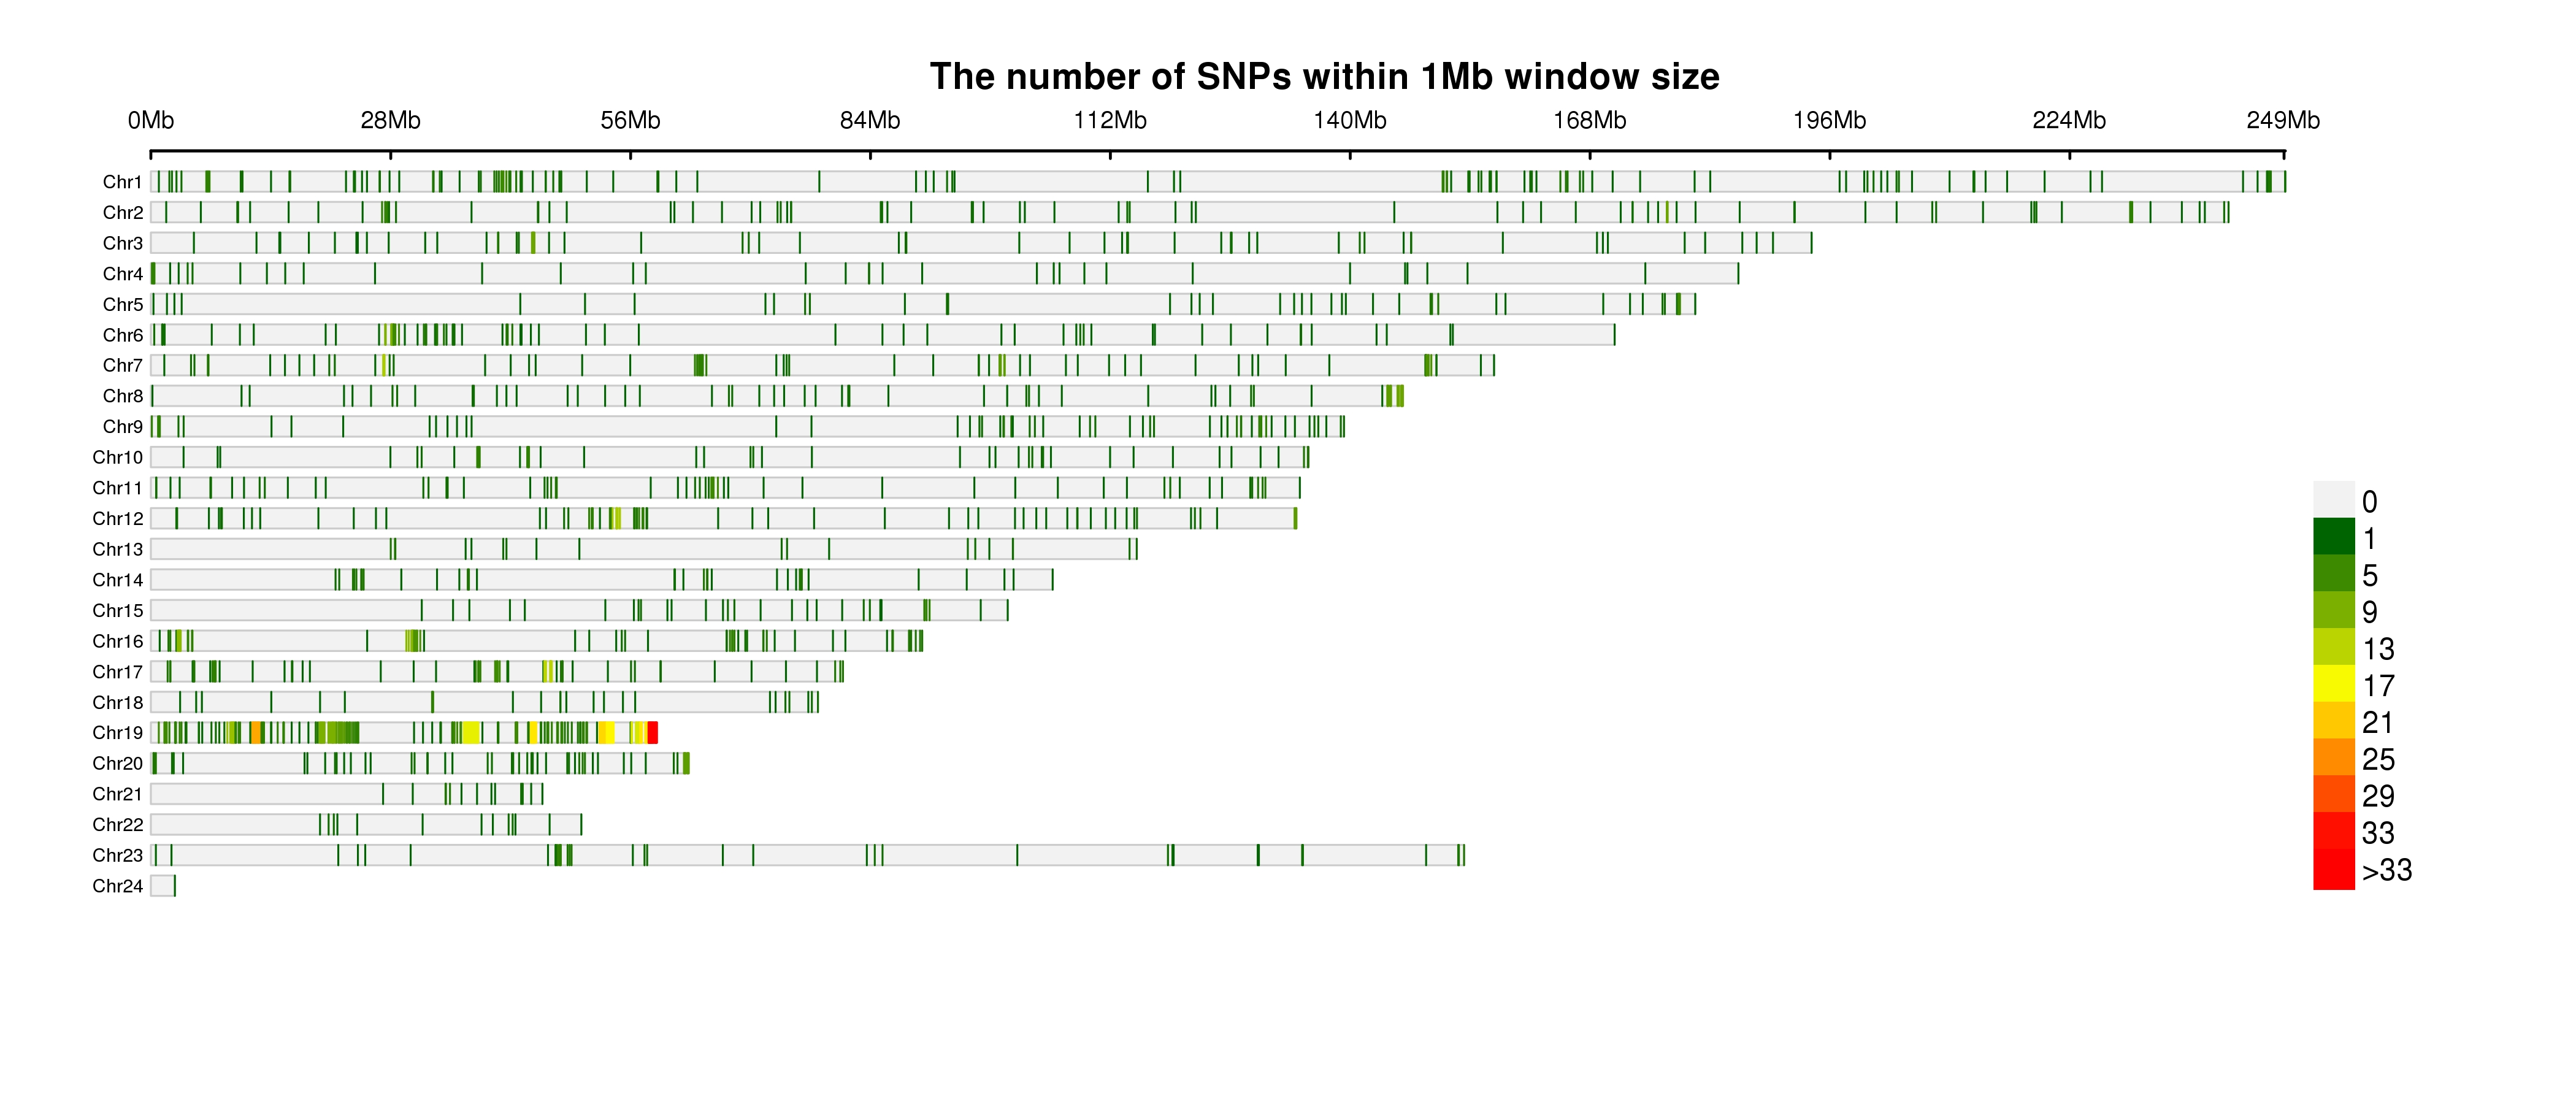 The number of SNPs within 1Mb window size
0Mb 28Mb 56Mb 84Mb 112Mb 140Mb 168Mb 196Mb 224Mb 249Mb
Chr1
Chr2
Chr3
Chr4
Chr5
Chr6
Chr7
Chr8
Chr9
Chr10
Chr11
Chr12
Chr13
Chr14
Chr15
Chr16
Chr17
Chr18
Chr19
Chr20
Chr21
Chr22
Chr23
Chr24
0
1
5
9
13
17
21
25
29
33
>33